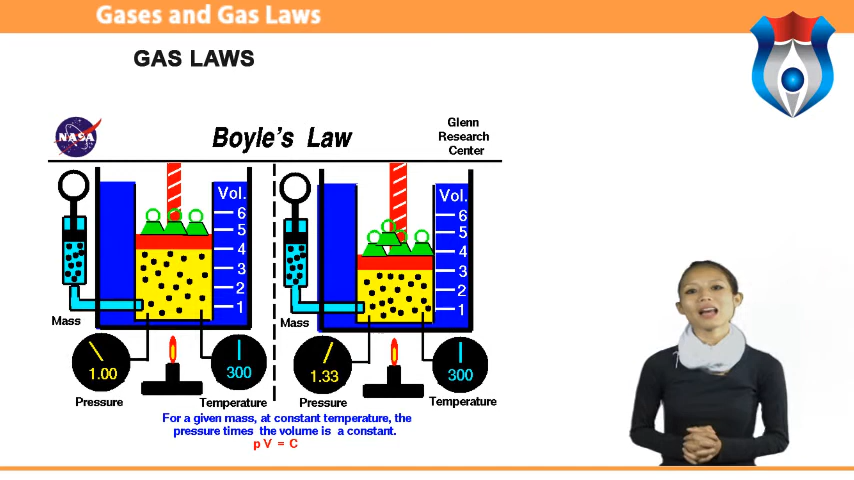 Gases and Gas Laws
GAS LAWS
NASA
Boyle's Law
Glenn
Research
Center
Vol.
6
5
4
3
2
1
Mass
1.00
Pressure
300
Temperature
Vol.
6
5
4
3
2
1
Mass
1.33
Pressure
300
Temperature
For a given mass, at constant temperature, the
pressure times the volume is a constant.
p V = C